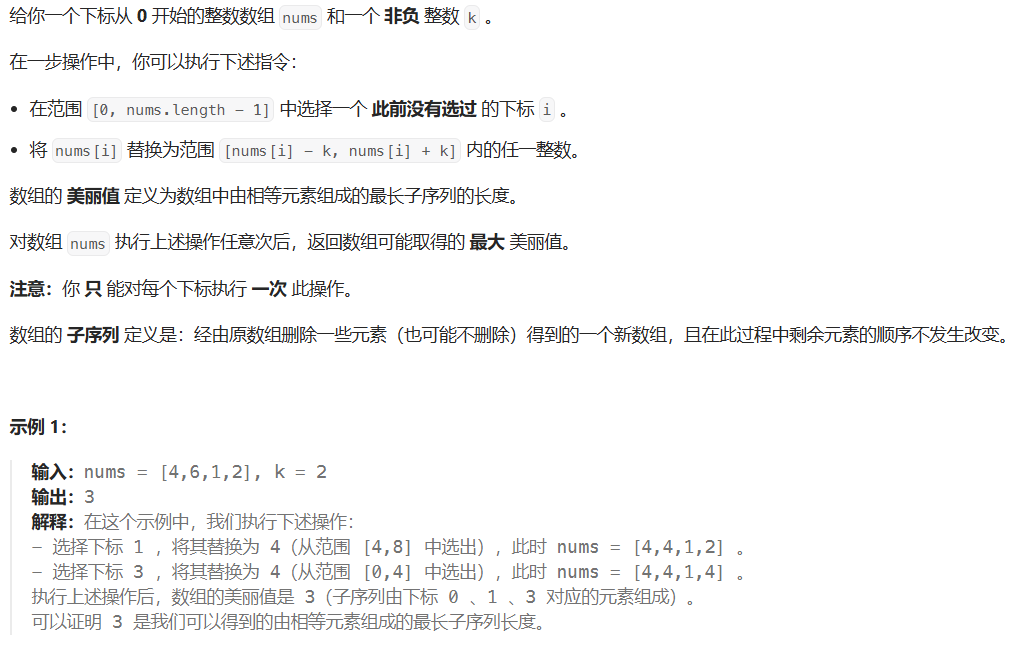 给你一个下标从 0 开始的整数数组 nums 和一个 非负 整数 k 。
在一步操作中，你可以执行下述指令：
• 在范围 [0, nums.length - 1] 中选择一个 此前没有选过 的下标 i 。
• 将 nums[i] 替换为范围 [nums[i] - k, nums[i] + k] 内的任一整数。
数组的 美丽值 定义为数组中由相等元素组成的最长子序列的长度。
对数组 nums 执行上述操作任意次后，返回数组可能取得的 最大 美丽值。
注意：你 只 能对每个下标执行 一次 此操作。
数组的 子序列 定义是：经由原数组删除一些元素（也可能不删除）得到的一个新数组，且在此过程中剩余元素的顺序不发生改变。
示例 1：
输入：nums = [4,6,1,2], k = 2
输出：3
解释：在这个示例中，我们执行下述操作：
- 选择下标 1 ，将其替换为 4（从范围 [4,8] 中选出），此时 nums = [4,4,1,2] 。
- 选择下标 3 ，将其替换为 4（从范围 [0,4] 中选出），此时 nums = [4,4,1,4] 。
执行上述操作后，数组的美丽值是 3（子序列由下标 0 、1 、3 对应的元素组成）。
可以证明 3 是我们可以得到的由相等元素组成的最长子序列长度。